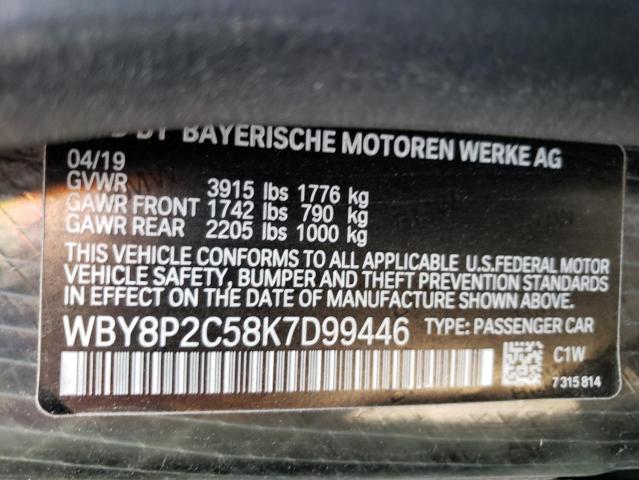 BY BAYERISCHE MOTOREN WERKE AG
04/19
GVWR 3915 lbs 1776 kg
GAWR FRONT 1742 lbs 790 kg
GAWR REAR 2205 lbs 1000 kg
THIS VEHICLE CONFORMS TO ALL APPLICABLE U.S.FEDERAL MOTOR
VEHICLE SAFETY, BUMPER AND THEFT PREVENTION STANDARDS
IN EFFECT ON THE DATE OF MANUFACTURE SHOWN ABOVE.
WBY8P2C58K7D99446 TYPE: PASSENGER CAR
C1W
7315814